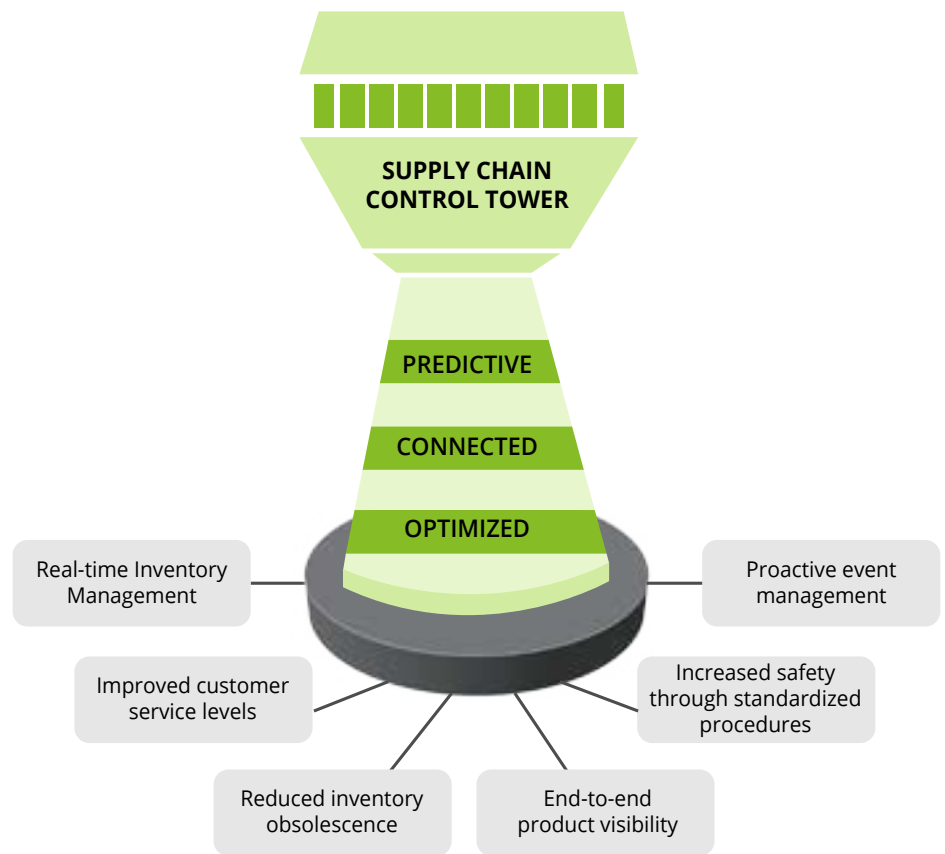 SUPPLY CHAIN
CONTROL TOWER
PREDICTIVE
CONNECTED
OPTIMIZED
Real-time Inventory
Management
Proactive event
management
Improved customer
service levels
Increased safety
through standardized
procedures
Reduced inventory
obsolescence
End-to-end
product visibility